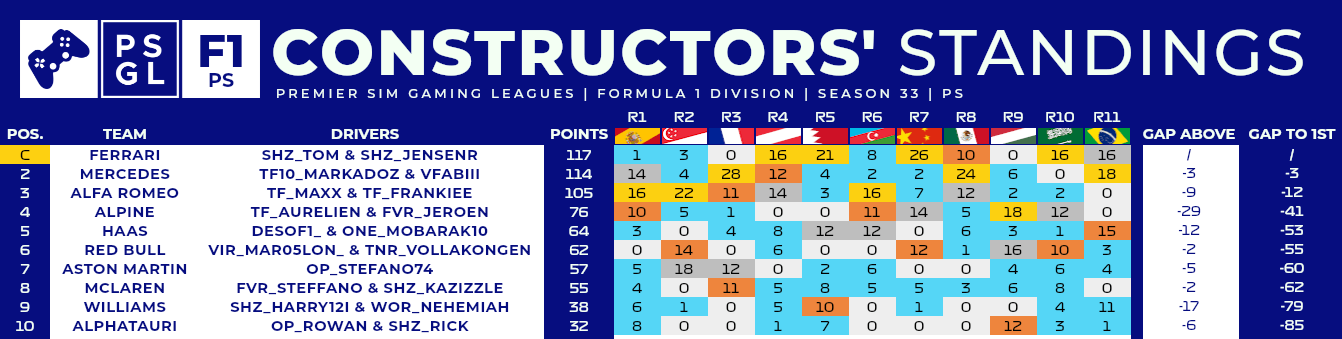 PS GL F1 PS CONSTRUCTORS' STANDINGS
PREMIER SIM GAMING LEAGUES | FORMULA 1 DIVISION | SEASON 33 | PS
R1 R2 R3 R4 R5 R6 R7 R8 R9 R10 R11
POS. TEAM DRIVERS POINTS GAP ABOVE GAP TO 1ST
C FERRARI SHZ_TOM & SHZ_JENSENR 117 1 3 0 16 21 8 26 10 0 16 16 / /
2 MERCEDES TF10_MARKADOZ & VFABIII 114 14 4 28 12 4 2 2 24 6 0 18 -3 -3
3 ALFA ROMEO TF_MAXX & TF_FRANKIEE 105 16 22 11 14 3 16 7 12 2 2 0 -9 -12
4 ALPINE TF_AURELIEN & FVR_JEROEN 76 10 5 1 0 0 11 14 5 18 12 0 -29 -41
5 HAAS DESOF1_ & ONE_MOBARAK10 64 3 0 4 8 12 12 0 6 3 1 15 -12 -53
6 RED BULL VIR_MAR05LON_ & TNR_VOLLAKONGEN 62 0 14 0 6 0 0 12 1 16 10 3 -2 -55
7 ASTON MARTIN OP_STEFANO74 57 5 18 12 0 2 6 0 0 4 6 4 -5 -60
8 MCLAREN FVR_STEFFANO & SHZ_KAZIZZLE 55 4 0 11 5 8 5 5 3 6 8 0 -2 -62
9 WILLIAMS SHZ_HARRY12I & WOR_NEHEMIAH 38 6 1 0 5 10 0 1 0 0 4 11 -17 -79
10 ALPHATAURI OP_ROWAN & SHZ_RICK 32 8 0 0 1 7 0 0 0 12 3 1 -6 -85